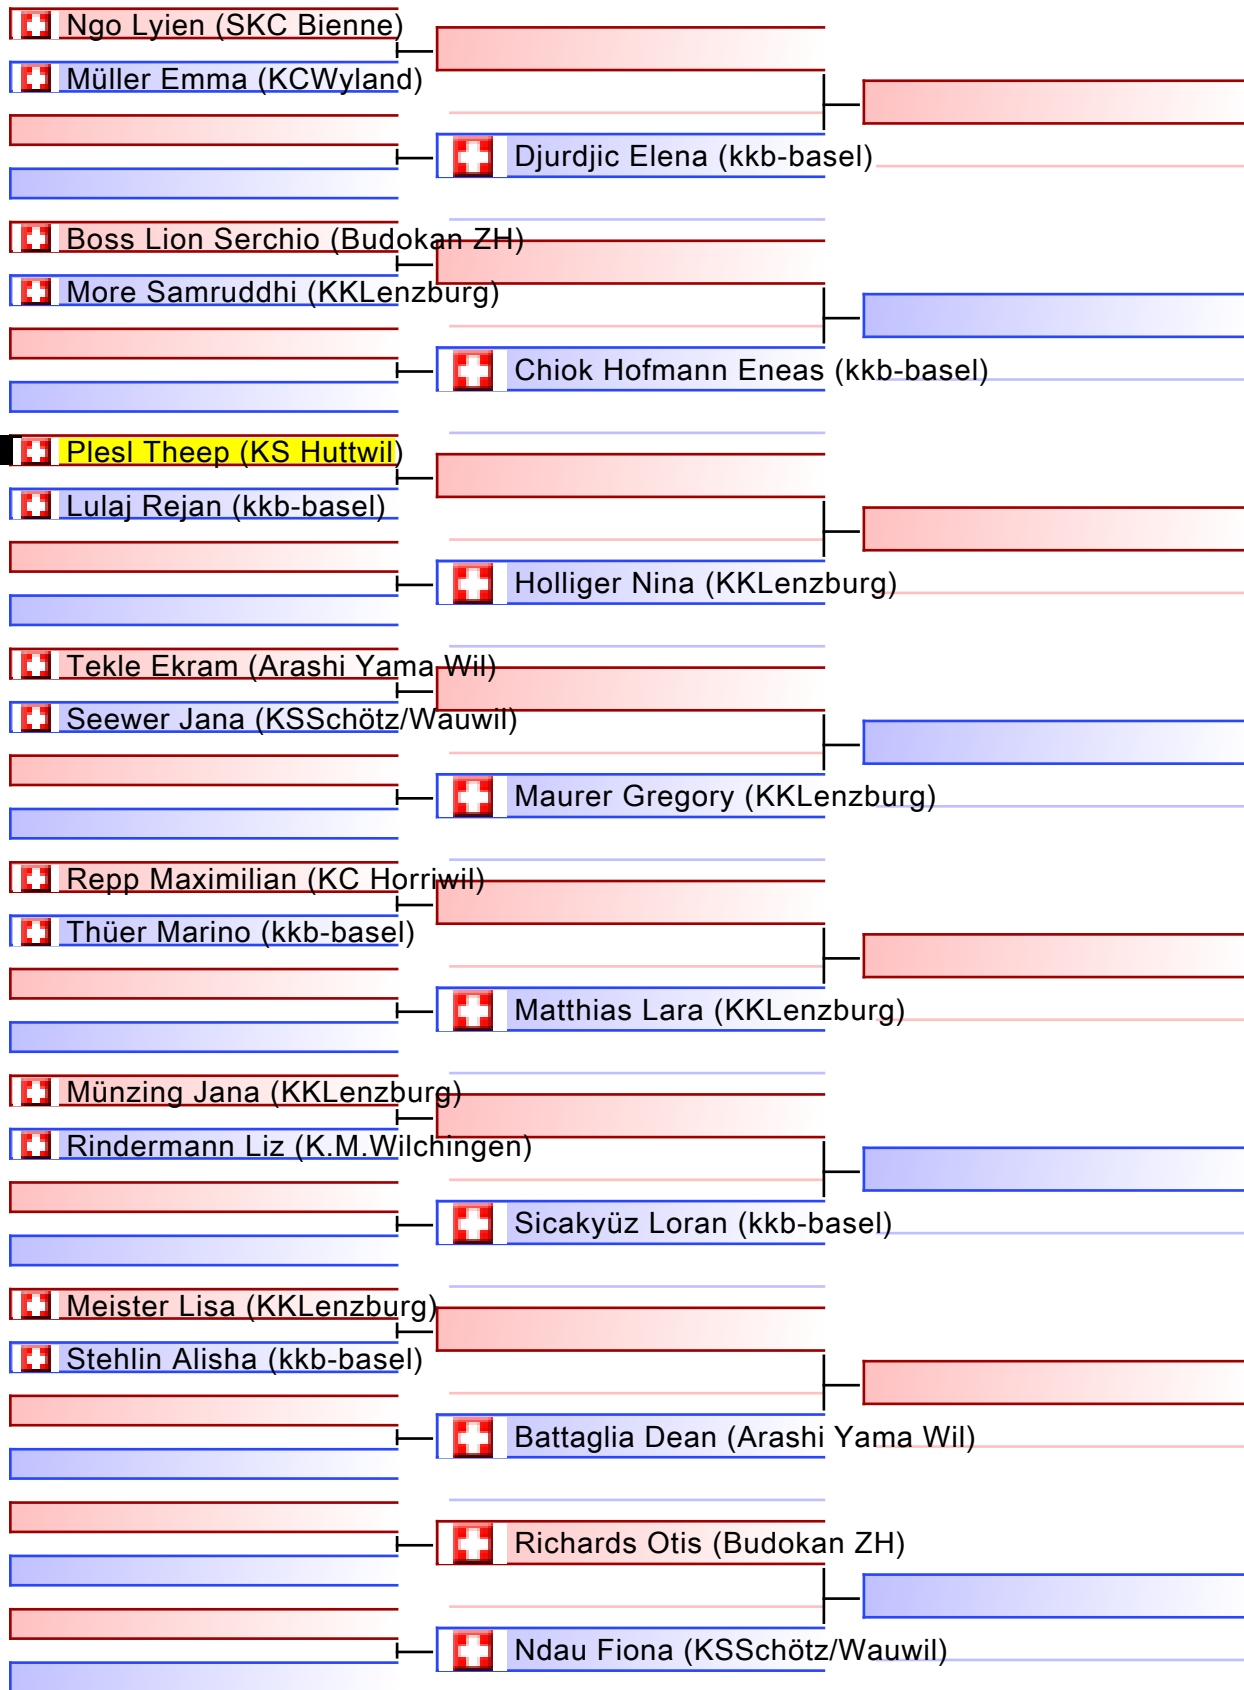 Ngo Lyien (SKC Bienne)
Müller Emma (KCWyland)
Djurdjic Elena (kkb-basel)
Boss Lion Serchio (Budokan ZH)
More Samruddhi (KKLenzburg)
Chiok Hofmann Eneas (kkb-basel)
Plesl Theep (KS Huttwil)
Lulaj Rejan (kkb-basel)
Holliger Nina (KKLenzburg)
Tekle Ekram (Arashi Yama Wil)
Seewer Jana (KSSchötz/Wauwil)
Maurer Gregory (KKLenzburg)
Repp Maximilian (KC Horriwil)
Thüer Marino (kkb-basel)
Matthias Lara (KKLenzburg)
Münzing Jana (KKLenzburg)
Rindermann Liz (K.M.Wilchingen)
Sicakyüz Loran (kkb-basel)
Meister Lisa (KKLenzburg)
Stehlin Alisha (kkb-basel)
Battaglia Dean (Arashi Yama Wil)
Richards Otis (Budokan ZH)
Ndau Fiona (KSSchötz/Wauwil)